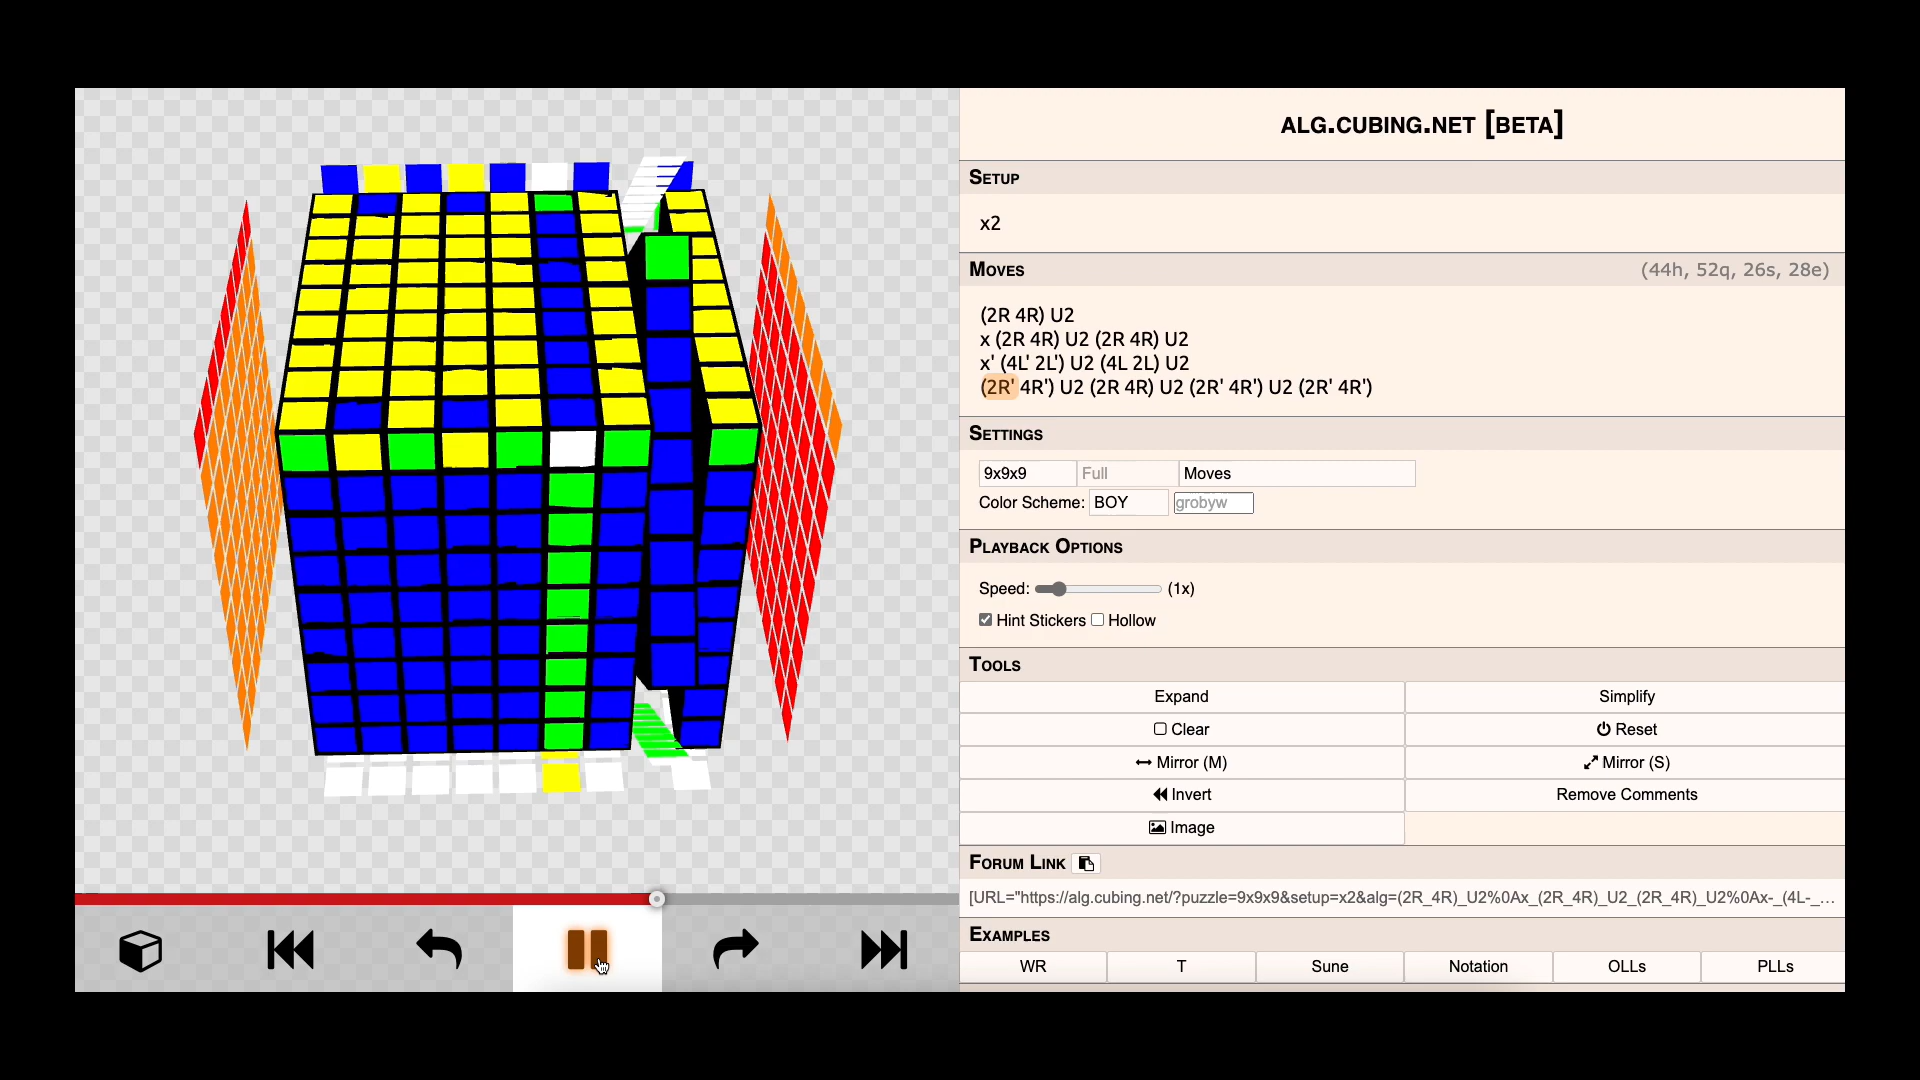 ALG.CUBING.NET [BETA]
SETUP
x2
MOVES
(44h, 52q, 26s, 28e)
(2R 4R) U2
x (2R 4R) U2 (2R 4R) U2
x' (4L' 2L') U2 (4L 2L) U2
(2R' 4R') U2 (2R 4R) U2 (2R' 4R') U2 (2R' 4R')
SETTINGS
9x9x9 Full Moves
Color Scheme: BOY grobyw
PLAYBACK OPTIONS
Speed: (1x)
Hint Stickers Hollow
TOOLS
Expand Simplify
Clear Reset
Mirror (M) Mirror (S)
Invert Remove Comments
Image
FORUM LINK
[URL="https://alg.cubing.net/?puzzle=9x9x9&setup=x2&alg=(2R_4R)_U2%0Ax_(2R_4R)_U2_(2R_4R)_U2%0Ax-_(4L-_...
EXAMPLES
WR T Sune Notation OLLs PLLs